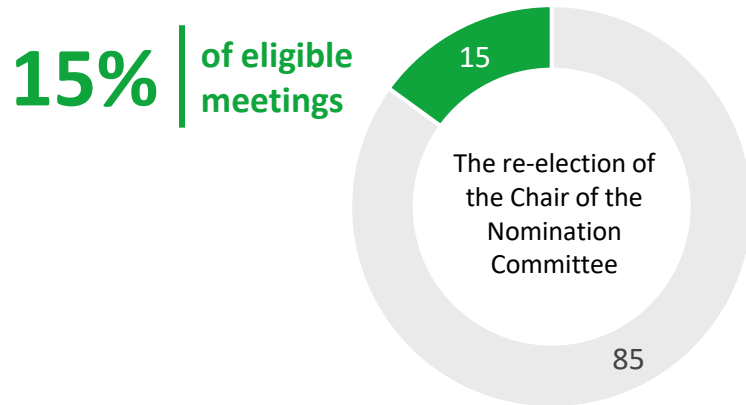 15%
of eligible
meetings
15
The re-election of
the Chair of the
Nomination
Committee
85